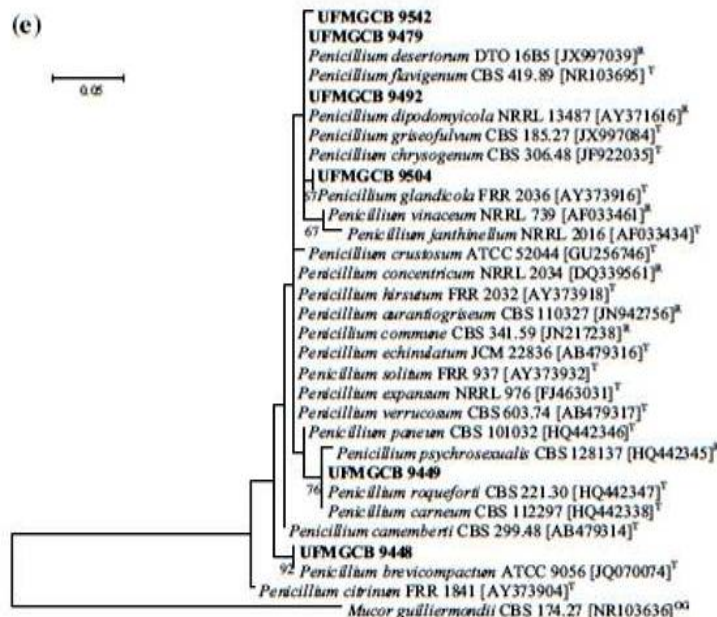 (e)
0.05
UFMGCB 9542
UFMGCB 9479
Penicillium desertorum DTO 16B5 [JX997039]ᴿ
Penicillium flavigenum CBS 419.89 [NR103695]ᵀ
UFMGCB 9492
Penicillium dipodomyicola NRRL 13487 [AY371616]ᴿ
Penicillium griseofulvum CBS 185.27 [JX997084]ᵀ
Penicillium chrysogenum CBS 306.48 [JF922035]ᵀ
UFMGCB 9504
57 Penicillium glandicola FRR 2036 [AY373916]ᵀ
Penicillium vinaceum NRRL 739 [AF033461]ᴿ
67 Penicillium janthinellum NRRL 2016 [AF033434]ᵀ
Penicillium crustosum ATCC 52044 [GU256746]ᵀ
Penicillium concentricum NRRL 2034 [DQ339561]ᴿ
Penicillium hirsutum FRR 2032 [AY373918]ᵀ
Penicillium aurantiogriseum CBS 110327 [JN942756]ᴿ
Penicillium commune CBS 341.59 [JN217238]ᴿ
Penicillium echinulatum JCM 22836 [AB479316]ᵀ
Penicillium solitum FRR 937 [AY373932]ᵀ
Penicillium expansum NRRL 976 [FJ463031]ᵀ
Penicillium verrucosum CBS 603.74 [AB479317]ᵀ
Penicillium paneum CBS 101032 [HQ442346]ᵀ
Penicillium psychrosexualis CBS 128137 [HQ442345]ᴿ
UFMGCB 9449
76 Penicillium roqueforti CBS 221.30 [HQ442347]ᵀ
Penicillium carneum CBS 112297 [HQ442338]ᵀ
Penicillium camemberti CBS 299.48 [AB479314]ᵀ
UFMGCB 9448
92 Penicillium brevicompactum ATCC 9056 [JQ070074]ᵀ
Penicillium citrinum FRR 1841 [AY373904]ᵀ
Mucor guilliermondii CBS 174.27 [NR103636]ᴼᴳ